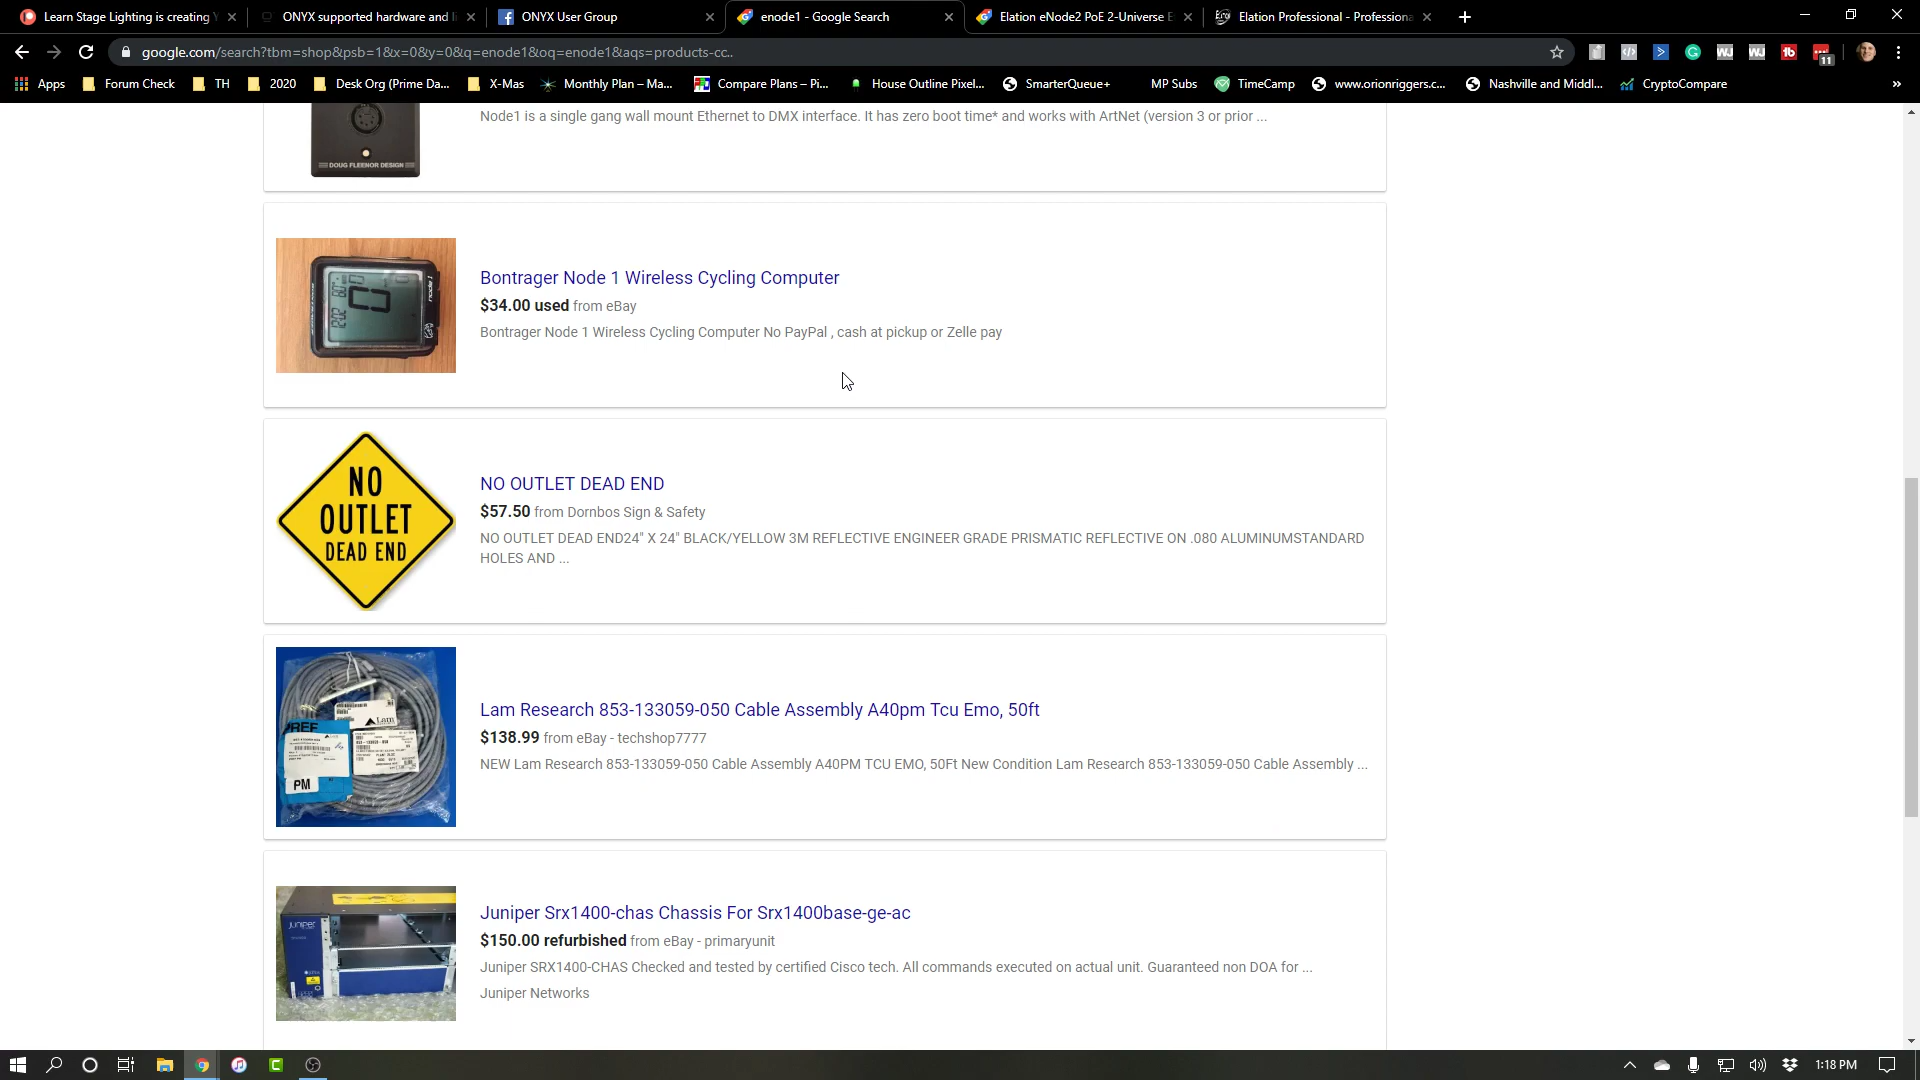 Learn Stage Lighting is creating Y
ONYX supported hardware and li
ONYX User Group
enode1 - Google Search
Elation eNode2 PoE 2-Universe E
Elation Professional - Professiona
google.com/search?tbm=shop&psb=1&x=0&y=0&q=enode1&oq=enode1&aqs=products-cc..
11
Apps
Forum Check
TH
2020
Desk Org (Prime Da...
X-Mas
Monthly Plan – Ma...
Compare Plans – Pi...
House Outline Pixel...
SmarterQueue+
MP Subs
TimeCamp
www.orionriggers.c...
Nashville and Middl...
CryptoCompare
»
DOUG FLEENOR DESIGN
Node1 is a single gang wall mount Ethernet to DMX interface. It has zero boot time* and works with ArtNet (version 3 or prior ...
Bontrager Node 1 Wireless Cycling Computer
$34.00 used from eBay
Bontrager Node 1 Wireless Cycling Computer No PayPal , cash at pickup or Zelle pay
NO
OUTLET
DEAD END
NO OUTLET DEAD END
$57.50 from Dornbos Sign & Safety
NO OUTLET DEAD END24" X 24" BLACK/YELLOW 3M REFLECTIVE ENGINEER GRADE PRISMATIC REFLECTIVE ON .080 ALUMINUMSTANDARD
HOLES AND ...
Lam
PM
Lam Research 853-133059-050 Cable Assembly A40pm Tcu Emo, 50ft
$138.99 from eBay - techshop7777
NEW Lam Research 853-133059-050 Cable Assembly A40PM TCU EMO, 50Ft New Condition Lam Research 853-133059-050 Cable Assembly ...
Juniper Srx1400-chas Chassis For Srx1400base-ge-ac
$150.00 refurbished from eBay - primaryunit
Juniper SRX1400-CHAS Checked and tested by certified Cisco tech. All commands executed on actual unit. Guaranteed non DOA for ...
Juniper Networks
1:18 PM